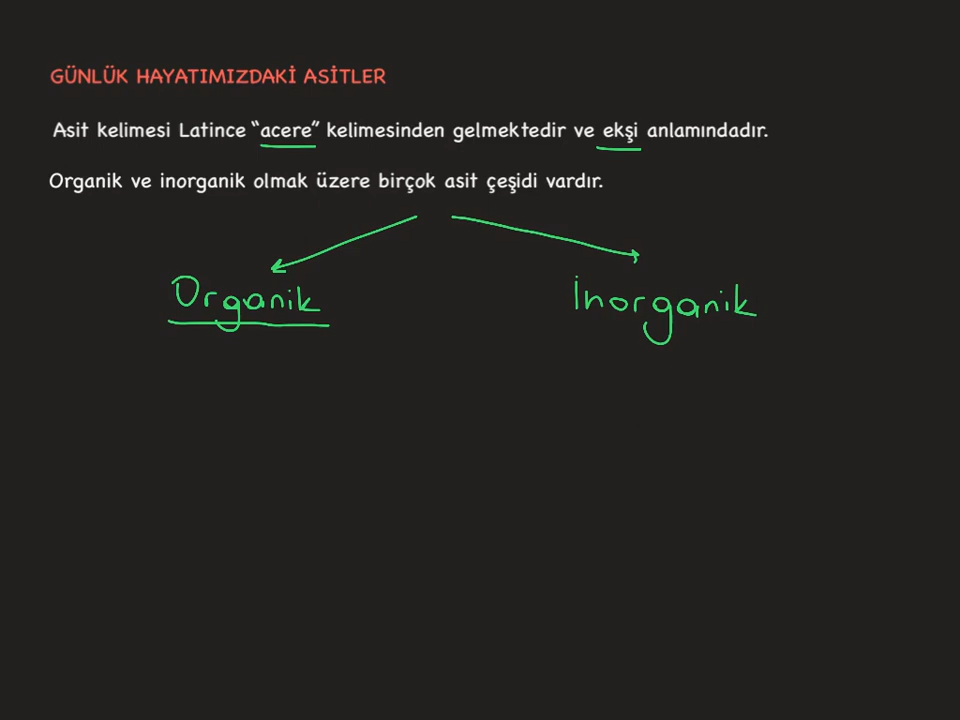 GÜNLÜK HAYATIMIZDAKİ ASİTLER
Asit kelimesi Latince “acere” kelimesinden gelmektedir ve ekşi anlamındadır.
Organik ve inorganik olmak üzere birçok asit çeşidi vardır.
Organik İnorganik